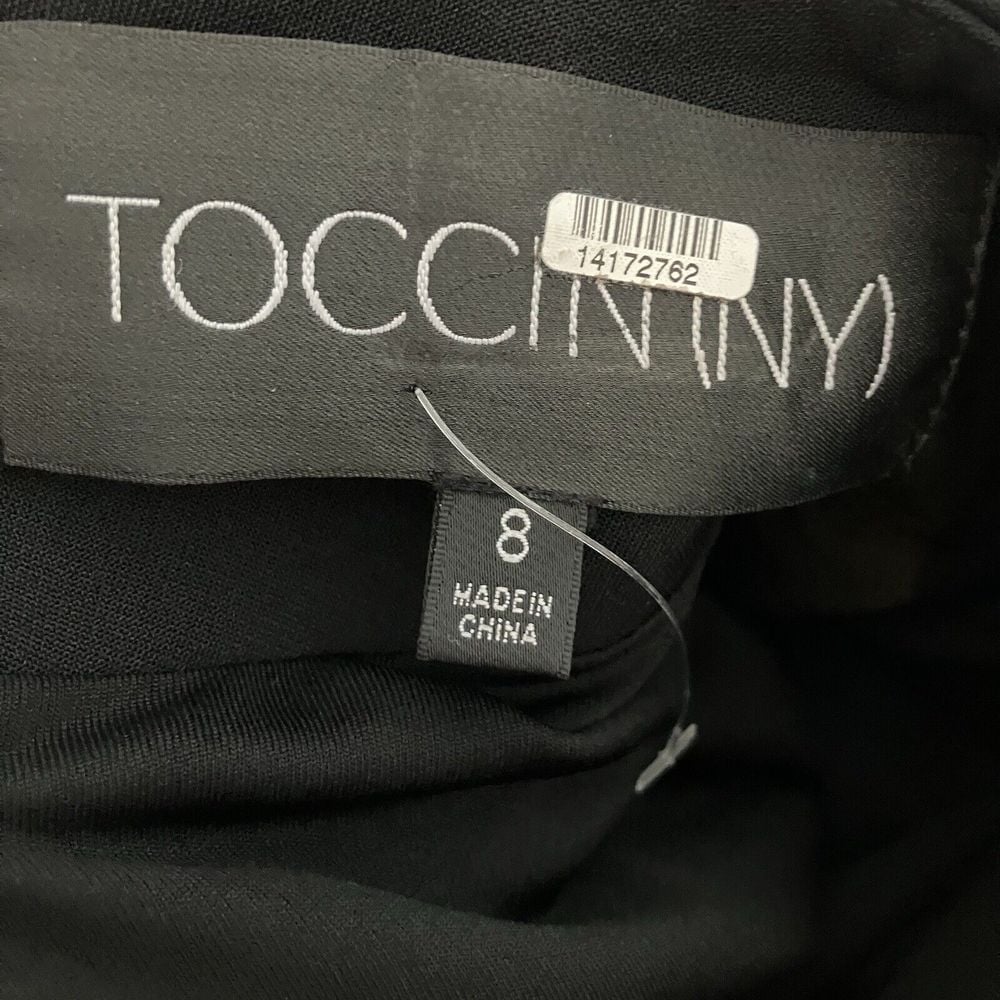 TOCCIN (NY)
14172762
8
MADE IN
CHINA